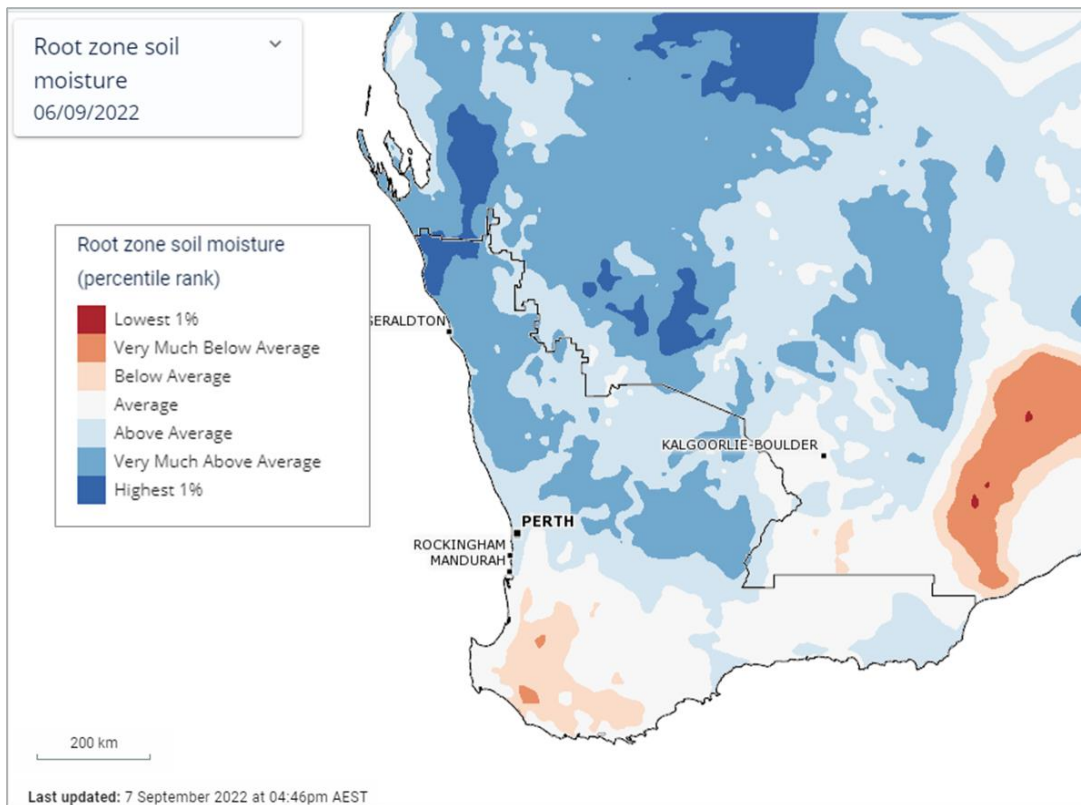 Root zone soil
moisture
06/09/2022
Root zone soil moisture
(percentile rank)
Lowest 1%
Very Much Below Average
Below Average
Average
Above Average
Very Much Above Average
Highest 1%
SERALDTON
KALGOORLIE-BOULDER
PERTH
ROCKINGHAM
MANDURAH
200 km
Last updated: 7 September 2022 at 04:46pm AEST